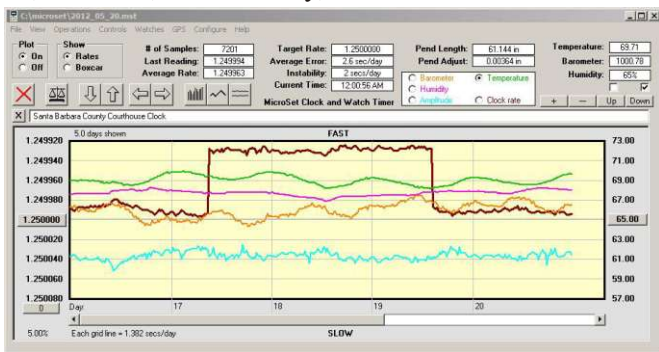 C:\microset\2012_05_20.mst
File View Operations Controls Watches GPS Configure Help
Plot
On
Off
Show
Rates
Boxcar
# of Samples: 7201
Last Reading: 1.249994
Average Rate: 1.249963
Target Rate: 1.2500000
Average Error: 2.6 sec/day
Instability: 2 secs/day
Current Time: 12:00:56 AM
MicroSet Clock and Watch Timer
Pend Length: 61.144 in
Pend Adjust: 0.00364 in
Barometer
Temperature
Humidity
Amplitude
Clock rate
Temperature: 69.71
Barometer: 1000.78
Humidity: 65%
+ - Up Down
X Santa Barbara County Courthouse Clock
5.0 days shown FAST
1.249920 73.00
1.249940 71.00
1.249960 69.00
1.249980 67.00
1.250000 65.00
1.250020 63.00
1.250040 61.00
1.250060 59.00
1.250080 57.00
0 Day: 17 18 19 20
5.00% Each grid line = 1.382 secs/day SLOW